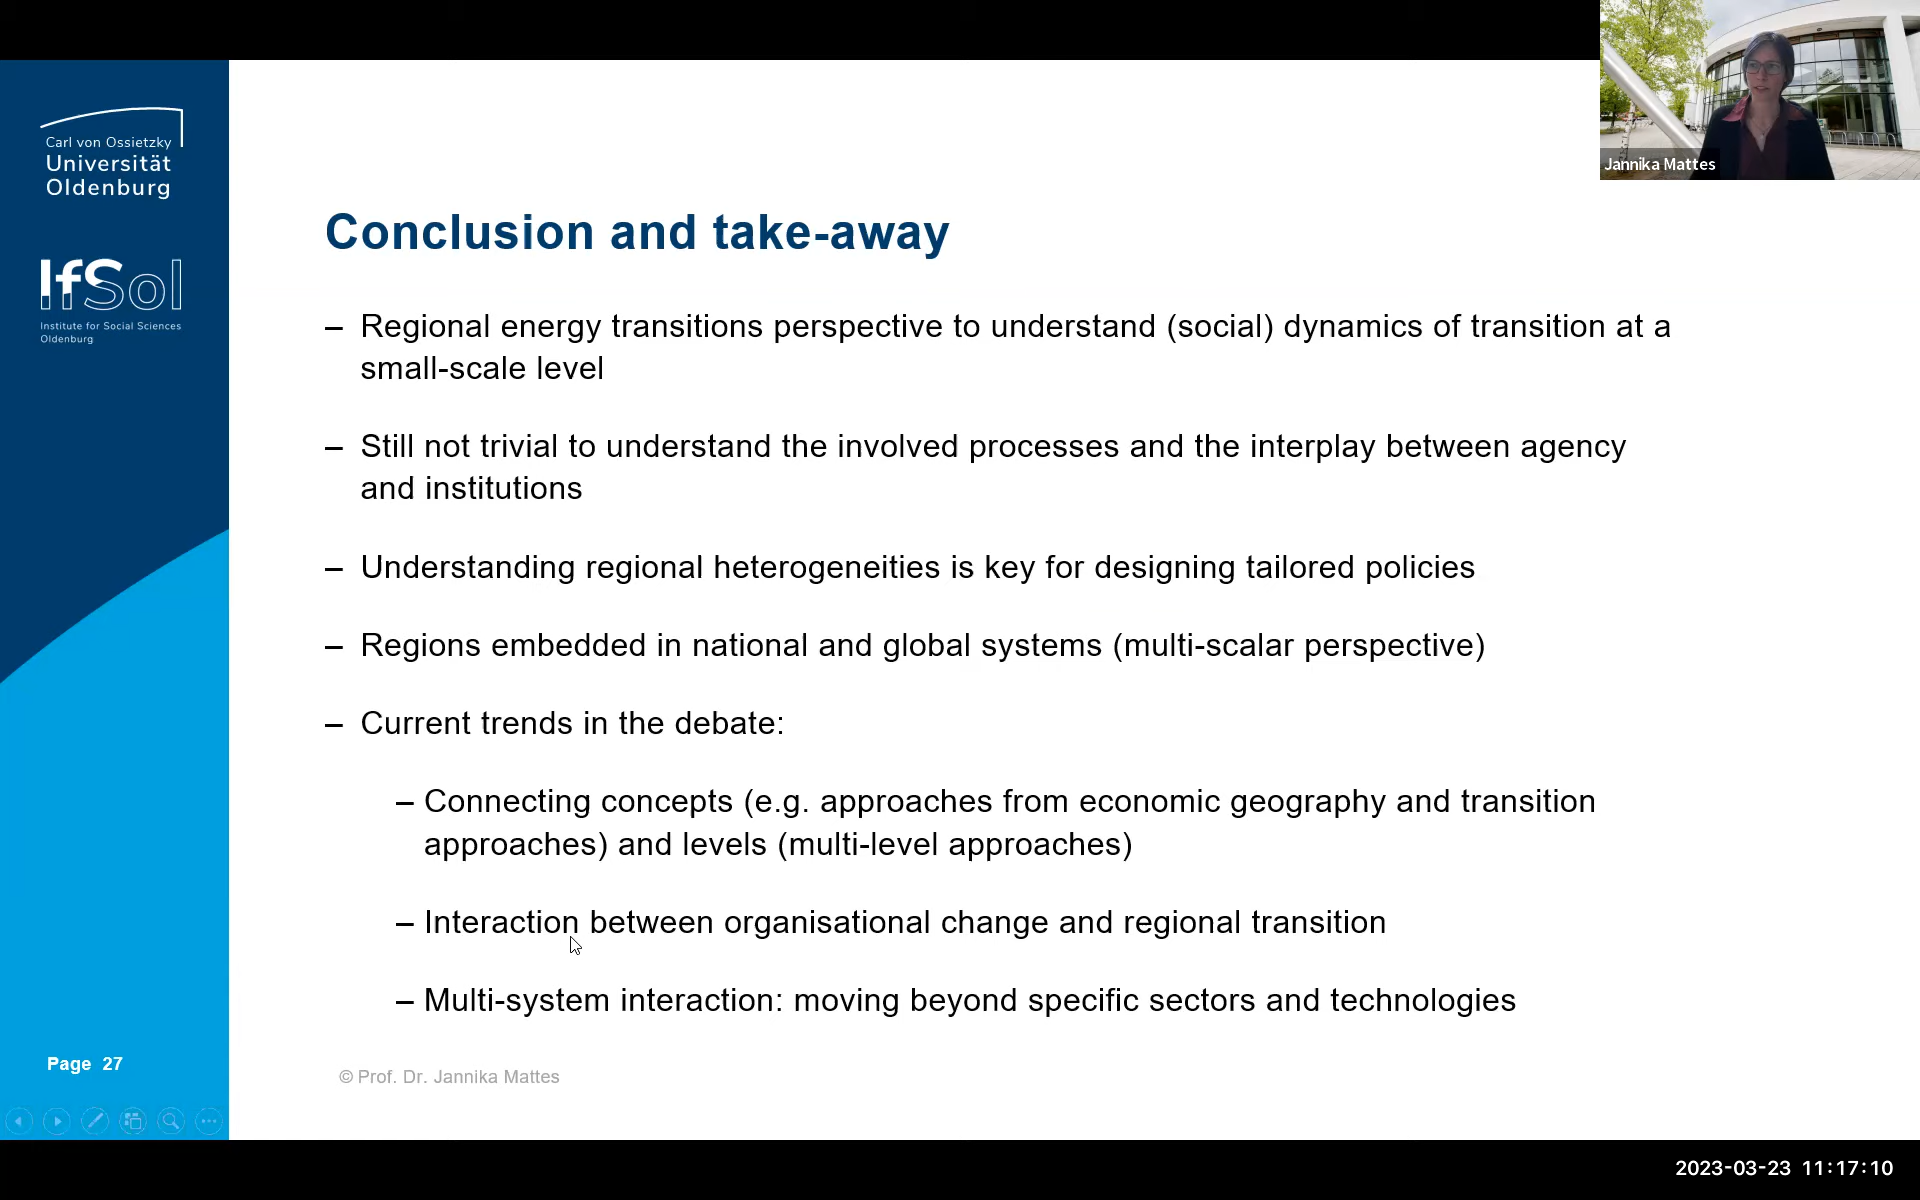 Carl von Ossietzky
Universität
Oldenburg
IfSol
Institute for Social Sciences
Oldenburg
Jannika Mattes
Conclusion and take-away
– Regional energy transitions perspective to understand (social) dynamics of transition at a
small-scale level
– Still not trivial to understand the involved processes and the interplay between agency
and institutions
– Understanding regional heterogeneities is key for designing tailored policies
– Regions embedded in national and global systems (multi-scalar perspective)
– Current trends in the debate:
– Connecting concepts (e.g. approaches from economic geography and transition
approaches) and levels (multi-level approaches)
– Interaction between organisational change and regional transition
– Multi-system interaction: moving beyond specific sectors and technologies
Page 27
© Prof. Dr. Jannika Mattes
2023-03-23 11:17:10